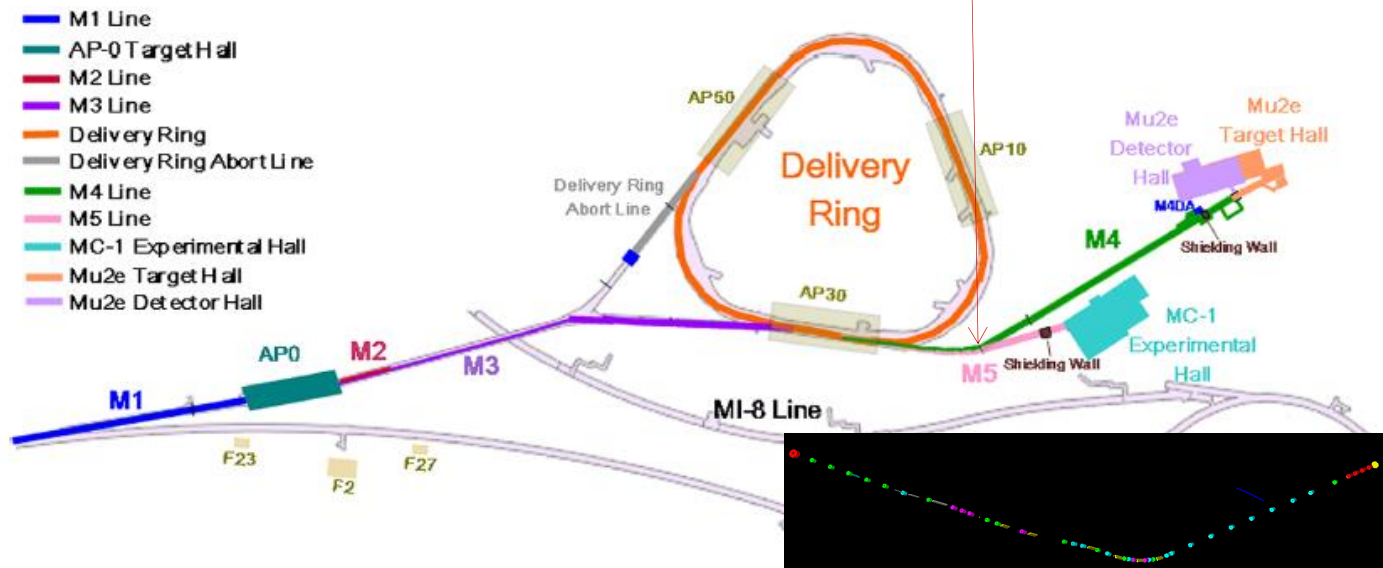 M1 Line
AP-0 Target Hall
M2 Line
M3 Line
Delivery Ring
Delivery Ring Abort Line
M4 Line
M5 Line
MC-1 Experimental Hall
Mu2e Target Hall
Mu2e Detector Hall
AP50
AP10
Delivery
Ring
Delivery Ring
Abort Line
Mu2e
Detector
Hall
Mu2e
Target Hall
M4DA
Shielding Wall
M4
AP30
MC-1
Experimental
Hall
Shielding Wall
M5
AP0
M2
M3
M1
MI-8 Line
F23
F2
F27